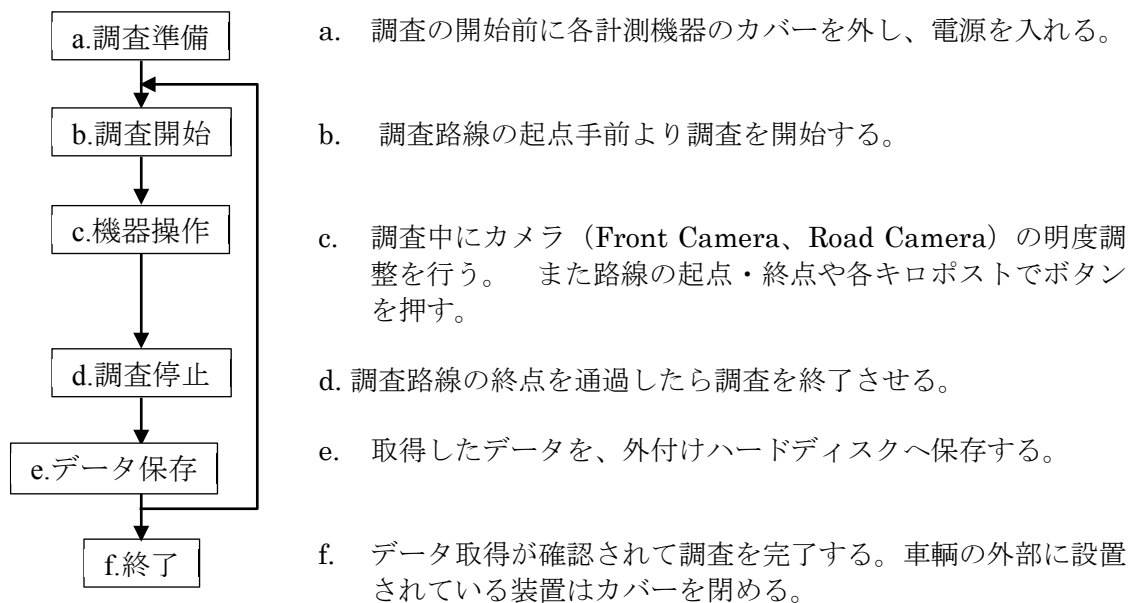 a.調査準備
a. 調査の開始前に各計測機器のカバーを外し、電源を入れる。
b.調査開始
b. 調査路線の起点手前より調査を開始する。
c.機器操作
c. 調査中にカメラ（Front Camera、Road Camera）の明度調
整を行う。 また路線の起点・終点や各キロポストでボタン
を押す。
d.調査停止
d. 調査路線の終点を通過したら調査を終了させる。
e.データ保存
e. 取得したデータを、外付けハードディスクへ保存する。
f.終了
f. データ取得が確認されて調査を完了する。車輌の外部に設置
されている装置はカバーを閉める。